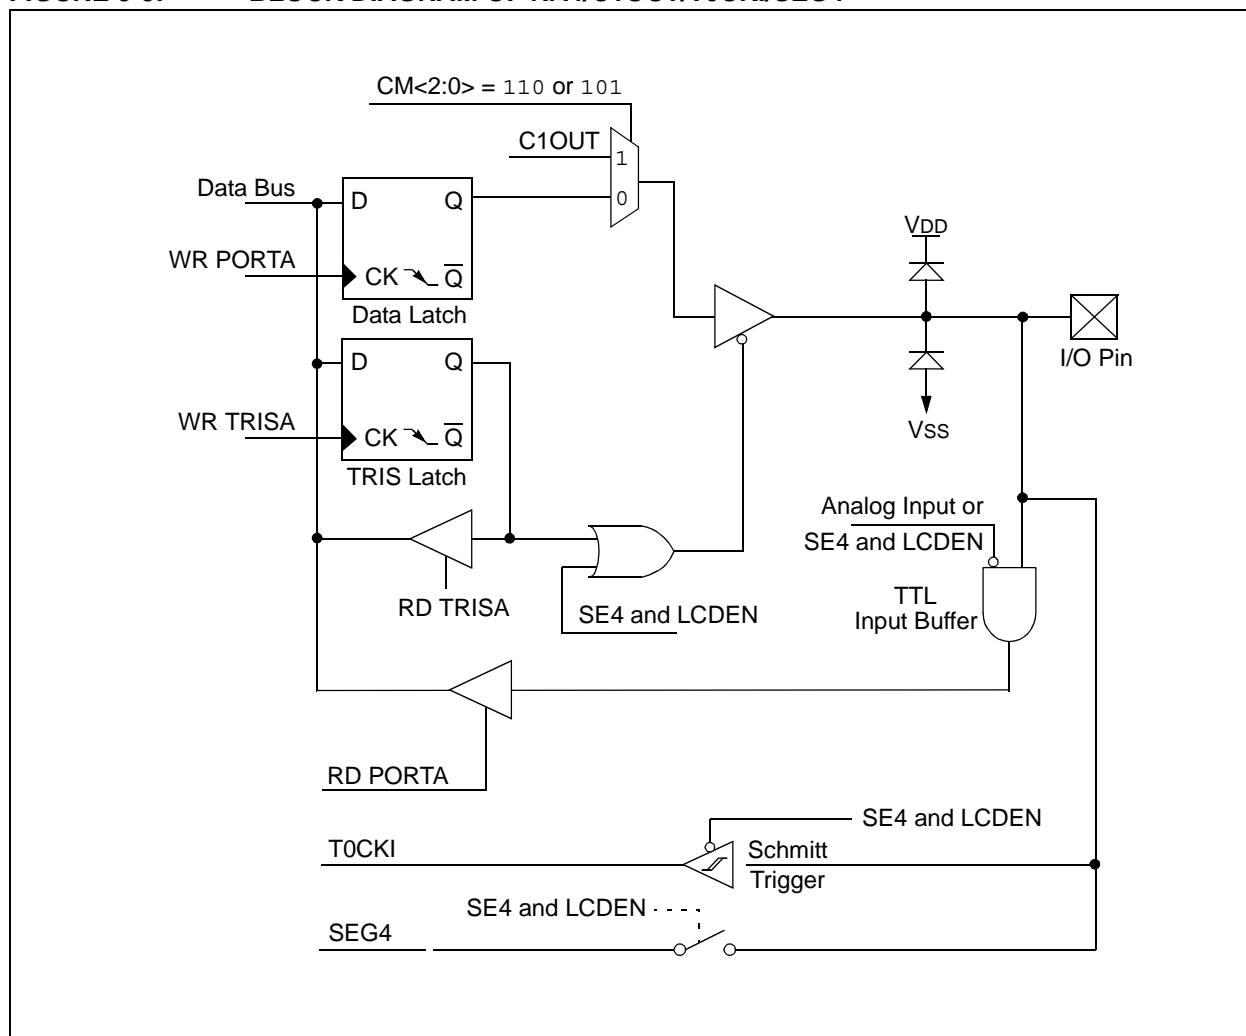 CM<2:0> = 110 or 101
C1OUT
1
0
Data Bus
D
Q
WR PORTA
CK
Q
Data Latch
VDD
I/O Pin
VSS
D
Q
WR TRISA
CK
Q
TRIS Latch
Analog Input or
SE4 and LCDEN
TTL
Input Buffer
RD TRISA
SE4 and LCDEN
RD PORTA
SE4 and LCDEN
T0CKI
Schmitt
Trigger
SE4 and LCDEN
SEG4